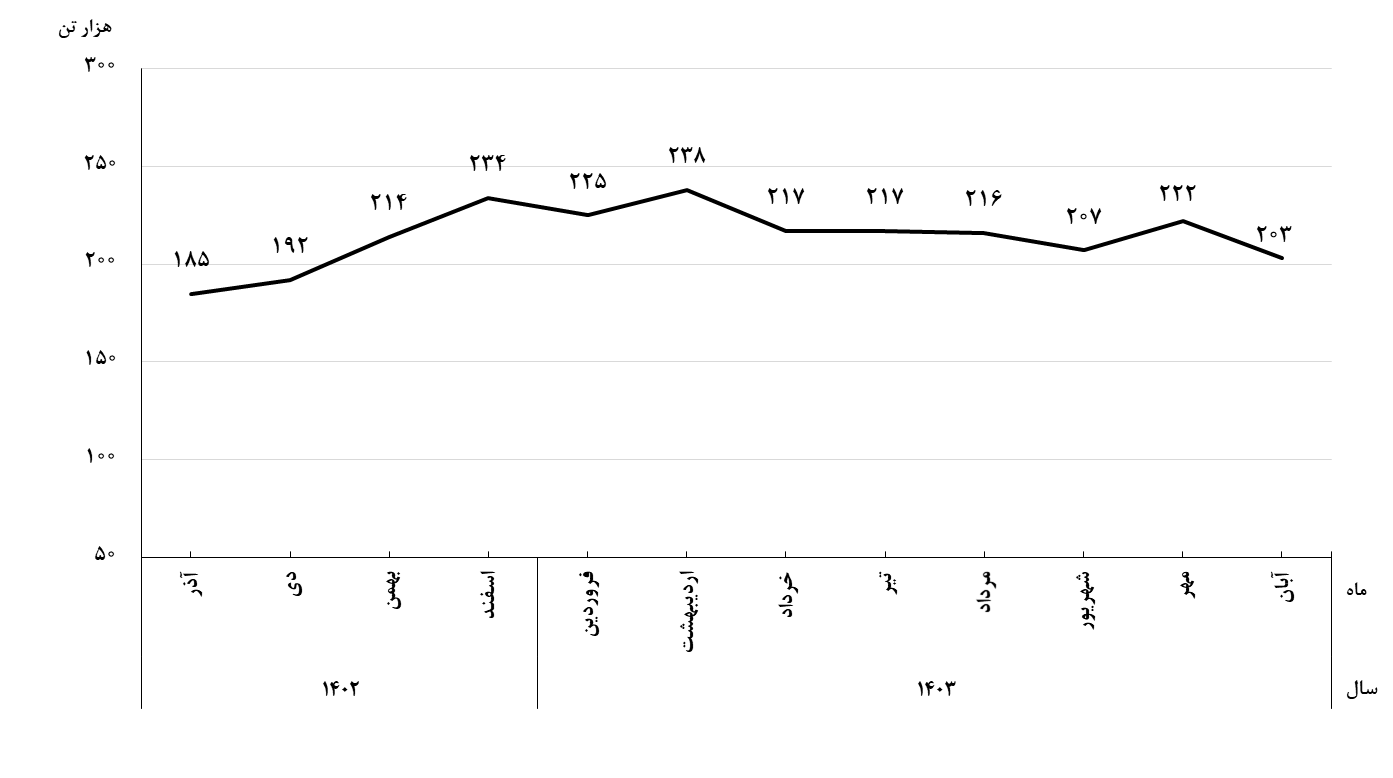 هزار تن
۳۰۰
۲۵۰
۲۰۰
۱۵۰
۱۰۰
۵۰
۱۸۵
۱۹۲
۲۱۴
۲۳۴
۲۲۵
۲۳۸
۲۱۷
۲۱۷
۲۱۶
۲۰۷
۲۲۲
۲۰۳
آذر
دی
بهمن
اسفند
فروردین
اردیبهشت
خرداد
تیر
مرداد
شهریور
مهر
آبان
ماه
۱۴۰۲
۱۴۰۳
سال